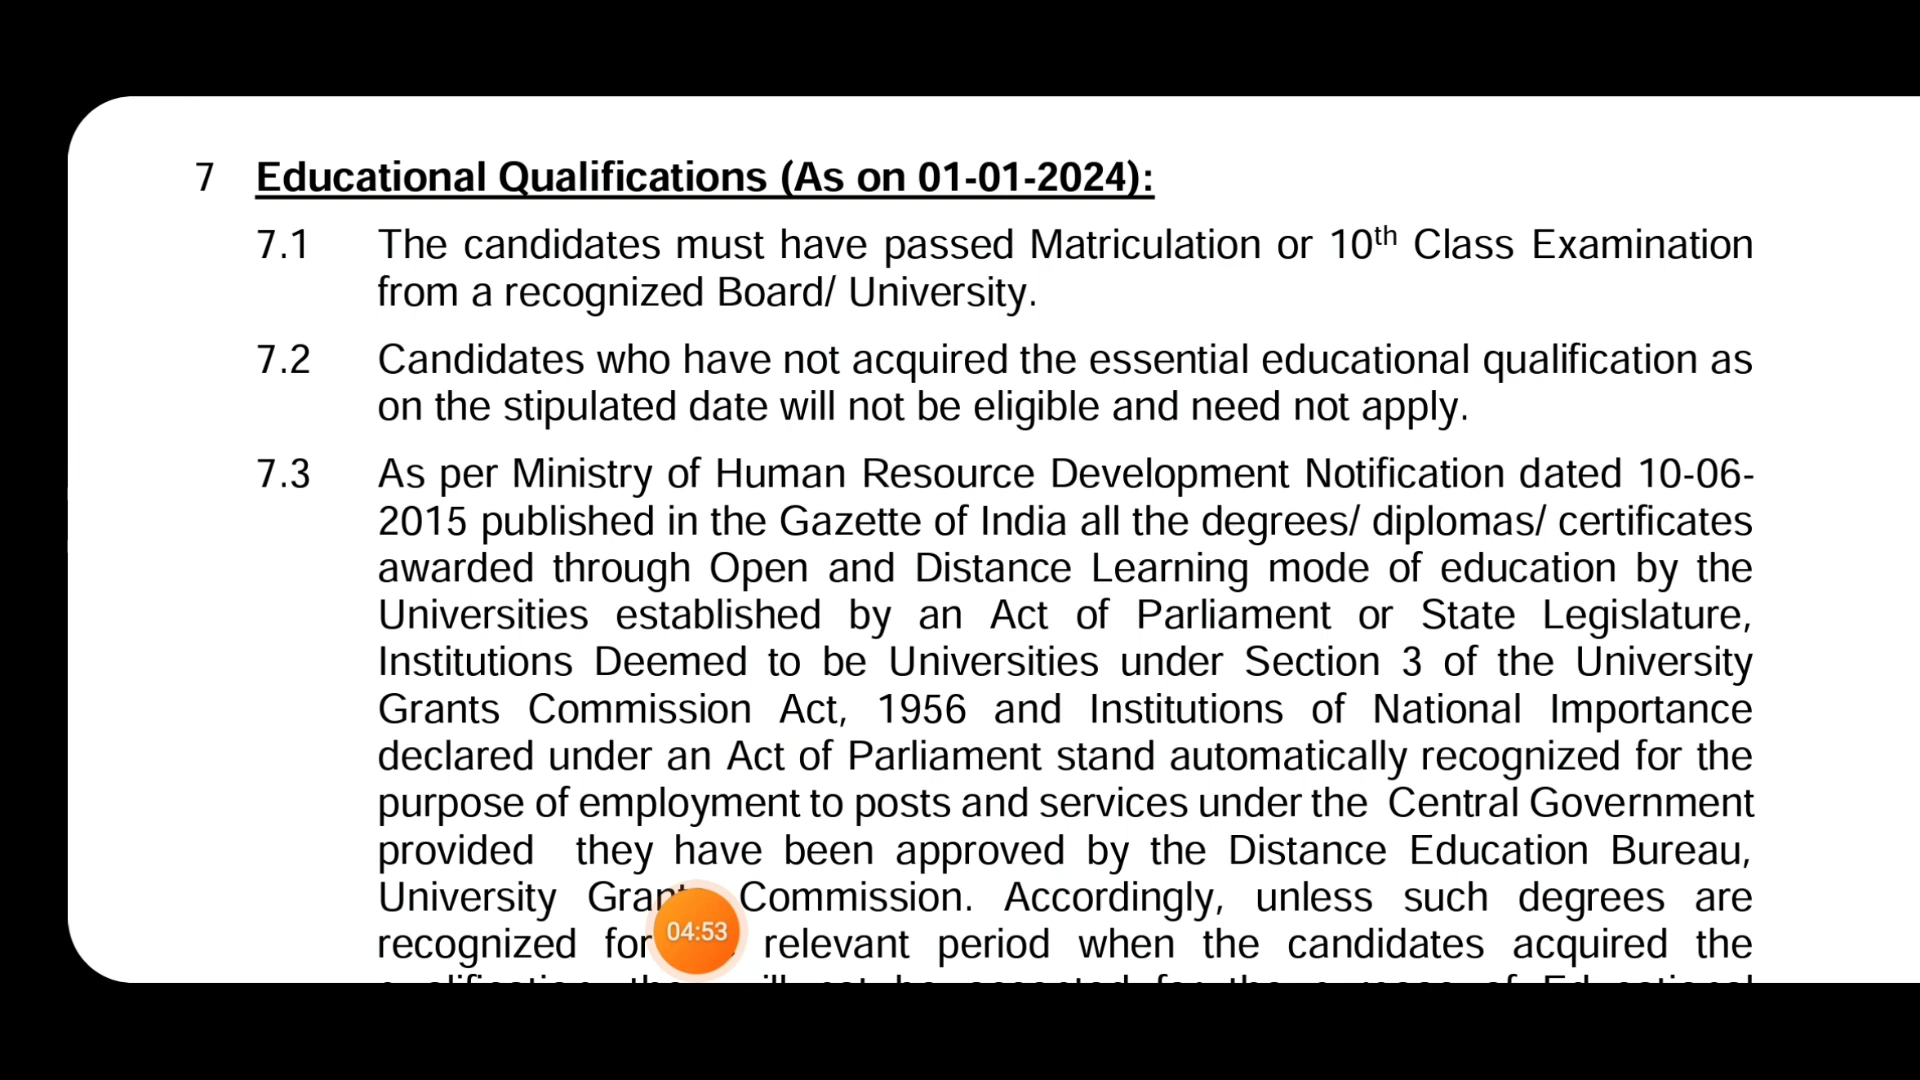 7 Educational Qualifications (As on 01-01-2024):
7.1 The candidates must have passed Matriculation or 10th Class Examination
from a recognized Board/ University.
7.2 Candidates who have not acquired the essential educational qualification as
on the stipulated date will not be eligible and need not apply.
7.3 As per Ministry of Human Resource Development Notification dated 10-06-
2015 published in the Gazette of India all the degrees/ diplomas/ certificates
awarded through Open and Distance Learning mode of education by the
Universities established by an Act of Parliament or State Legislature,
Institutions Deemed to be Universities under Section 3 of the University
Grants Commission Act, 1956 and Institutions of National Importance
declared under an Act of Parliament stand automatically recognized for the
purpose of employment to posts and services under the Central Government
provided they have been approved by the Distance Education Bureau,
University Grants Commission. Accordingly, unless such degrees are
recognized for relevant period when the candidates acquired the
04:53